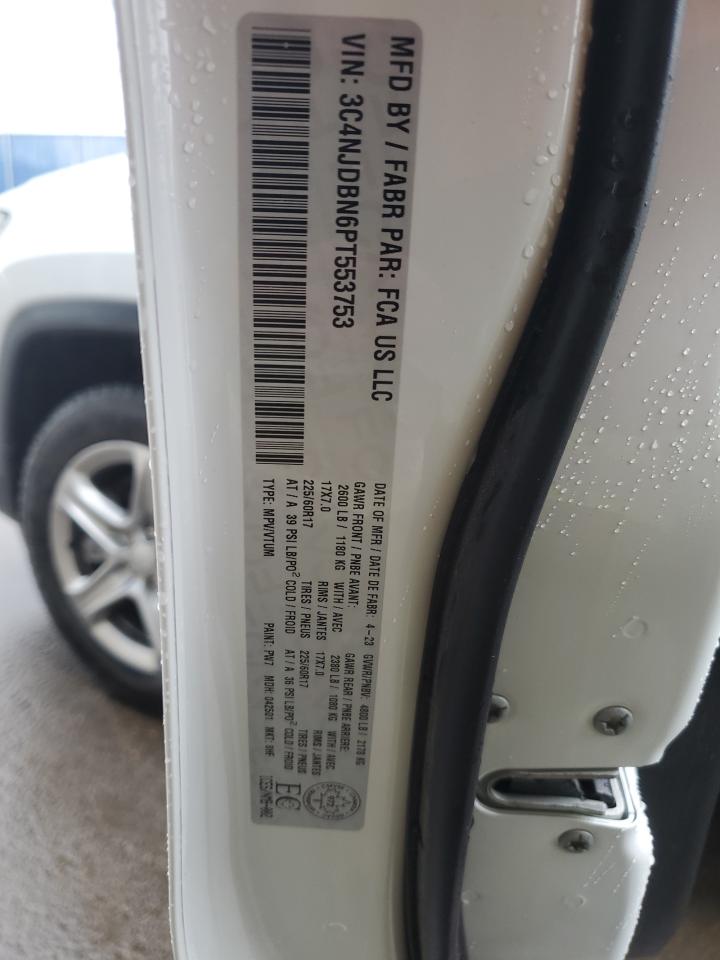 MFD BY / FABR PAR: FCA US LLC
VIN: 3C4NJDBN6PT553753
DATE OF MFR / DATE DE FABR: 4-23 GVWR/PNBV: 4800 LB / 2178 KG
GAWR FRONT / PNBE AVANT: GAWR REAR / PNBE ARRIERE:
2600 LB / 1180 KG WITH / AVEC 2380 LB / 1080 KG WITH / AVEC
17X7.0 RIMS / JANTES 17X7.0 RIMS / JANTES
225/60R17 TIRES / PNEUS 225/60R17 TIRES / PNEUS
AT / A 39 PSI LB/PO² COLD / FROID AT / A 36 PSI LB/PO² COLD / FROID
TYPE: MPV/VTUM PAINT: PW7 MDH: 042501 MKT:
EC